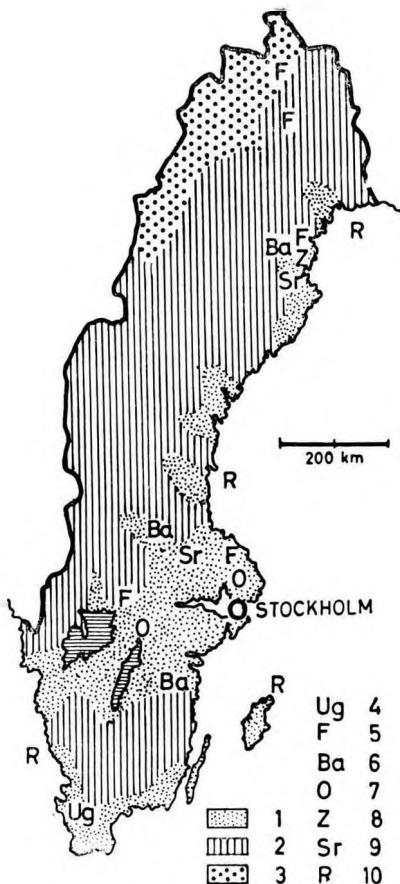 F
F
R
F
Ba
Z
Sr
200 km
R
Ba
Sr F
O
F
O STOCKHOLM
O
Ba
R
R
Ug
Ug 4
F 5
Ba 6
O 7
1 Z 8
2 Sr 9
3 R 10